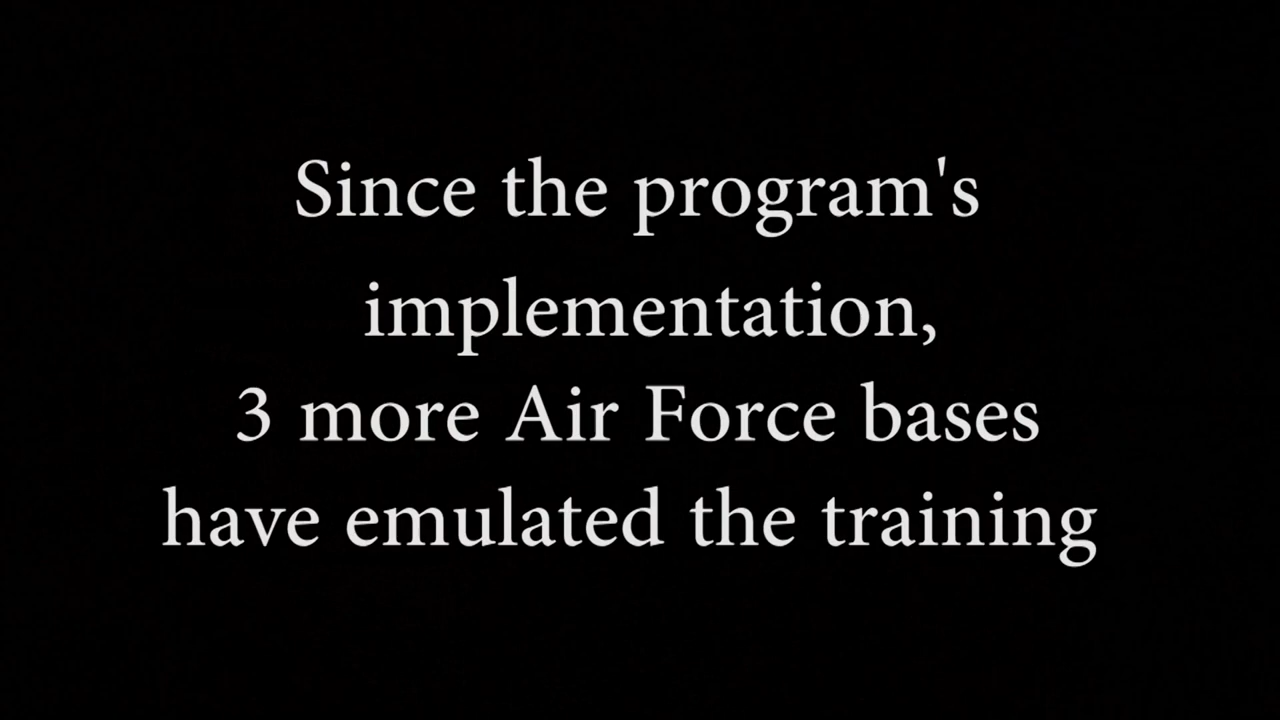 Since the program's
implementation,
3 more Air Force bases
have emulated the training